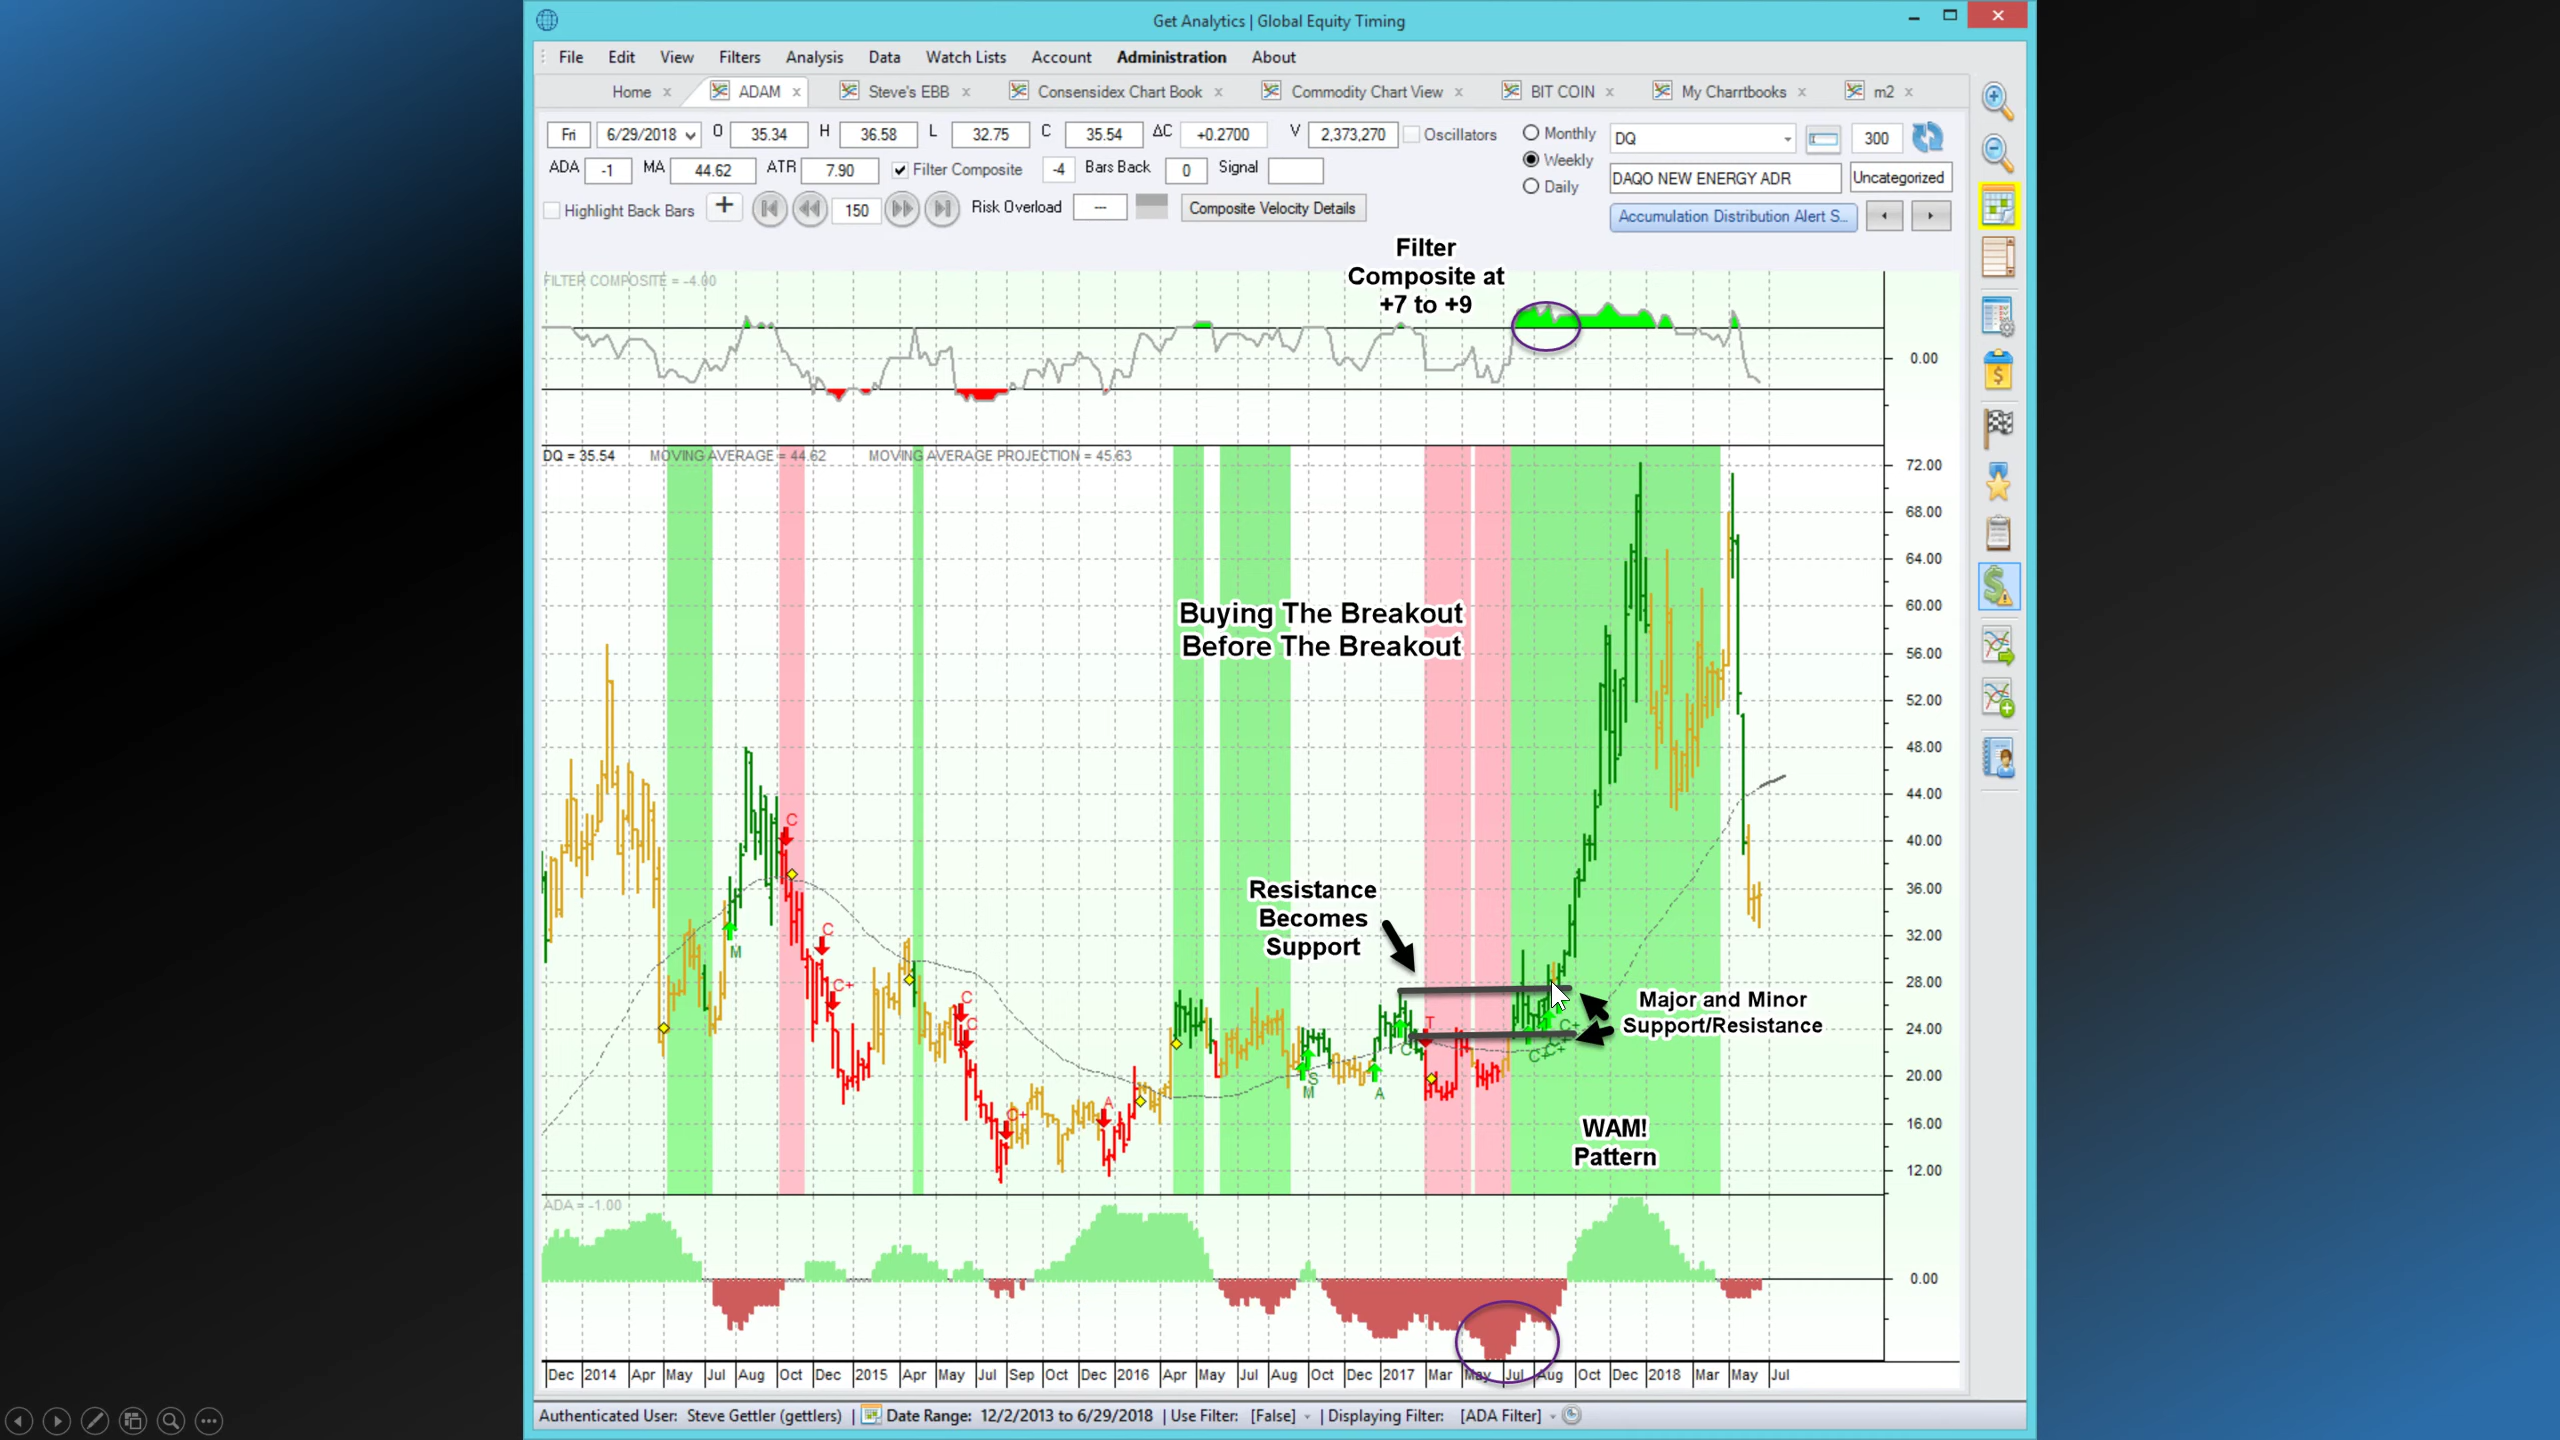 Get Analytics | Global Equity Timing
File Edit View Filters Analysis Data Watch Lists Account Administration About
Home × ADAM × Steve's EBB × Consensidex Chart Book × Commodity Chart View × BIT COIN × My Charrtbooks × m2 ×
Fri 6/29/2018 O 35.34 H 36.58 L 32.75 C 35.54 ΔC +0.2700 V 2,373,270 Oscillators Monthly DQ 300
ADA -1 MA 44.62 ATR 7.90 Filter Composite -4 Bars Back 0 Signal Weekly DAQO NEW ENERGY ADR Uncategorized
Highlight Back Bars + 150 Risk Overload --- Composite Velocity Details Daily Accumulation Distribution Alert S...
Filter
Composite at
+7 to +9
FILTER COMPOSITE = -4.00
0.00
DQ = 35.54 MOVING AVERAGE = 44.62 MOVING AVERAGE PROJECTION = 45.63
72.00
68.00
64.00
60.00
56.00
52.00
48.00
44.00
40.00
36.00
32.00
28.00
24.00
20.00
16.00
12.00
Buying The Breakout
Before The Breakout
Resistance
Becomes
Support
Major and Minor
Support/Resistance
WAM!
Pattern
M
C
C
C+
C
C
C+
A
S
M
A
C
T
C+
C+
C+
ADA = -1.00
0.00
Dec 2014 Apr May Jul Aug Oct Dec 2015 Apr May Jul Sep Oct Dec 2016 Apr May Jul Aug Oct Dec 2017 Mar May Jul Aug Oct Dec 2018 Mar May Jul
Authenticated User: Steve Gettler (gettlers) | Date Range: 12/2/2013 to 6/29/2018 | Use Filter: [False] | Displaying Filter: [ADA Filter]